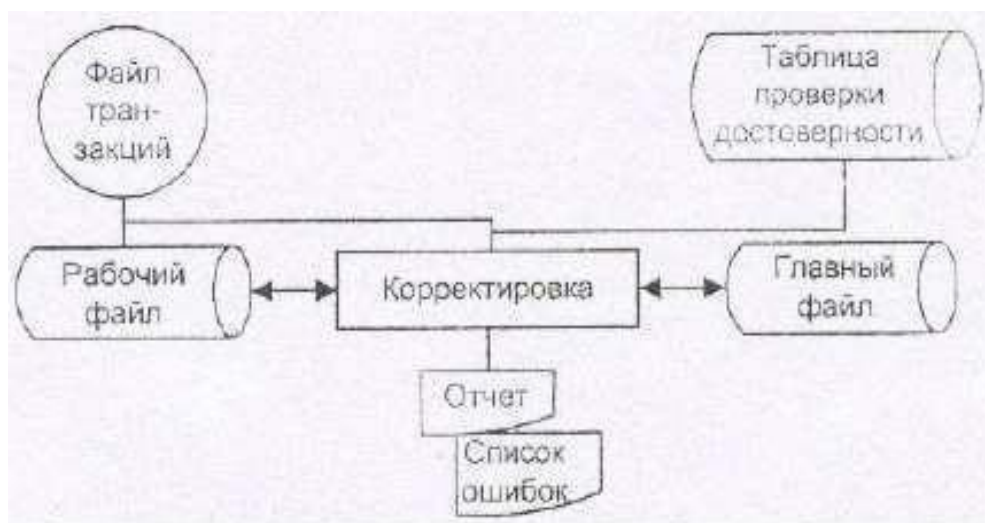 Файл
тран-
закций
Таблица
проверки
достоверности
Рабочий
файл
Корректировка
Главный
файл
Отчет
Список
ошибок